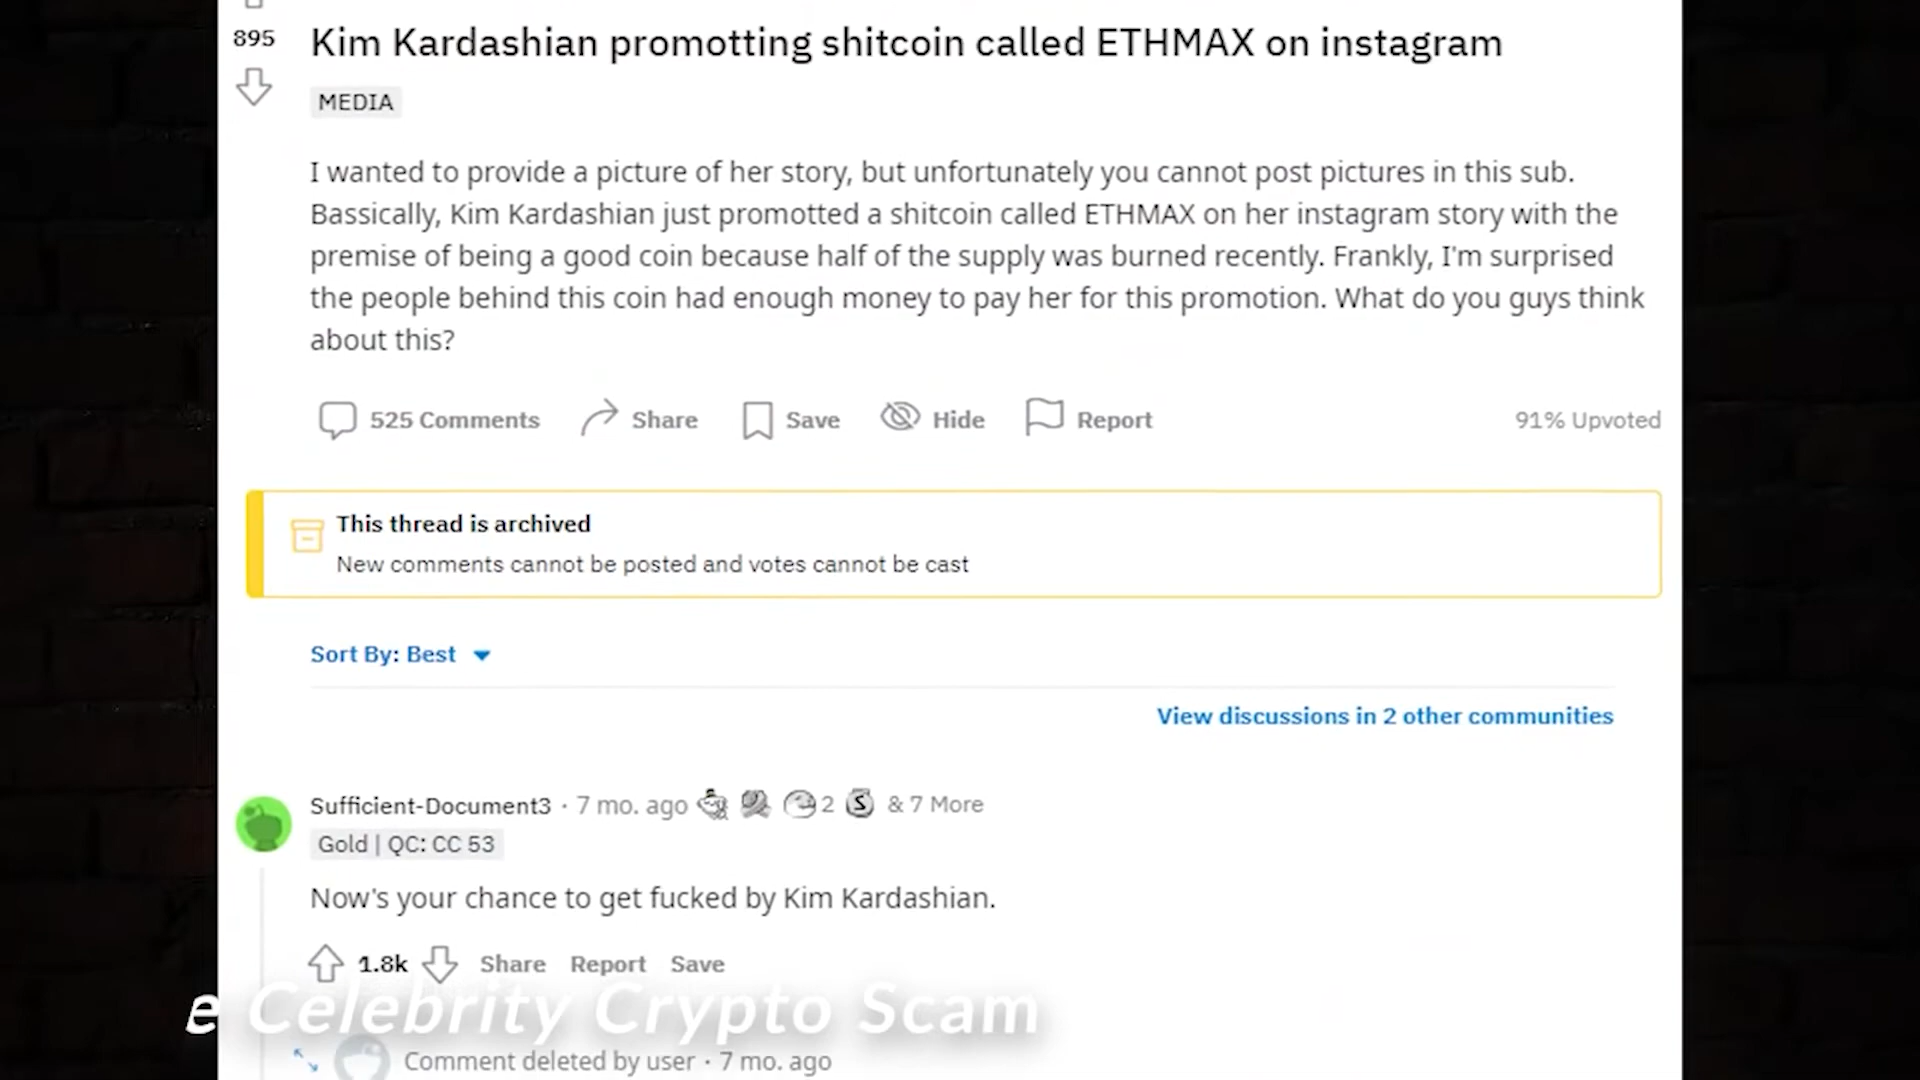 895
Kim Kardashian promotting shitcoin called ETHMAX on instagram
MEDIA
I wanted to provide a picture of her story, but unfortunately you cannot post pictures in this sub.
Bassically, Kim Kardashian just promotted a shitcoin called ETHMAX on her instagram story with the
premise of being a good coin because half of the supply was burned recently. Frankly, I'm surprised
the people behind this coin had enough money to pay her for this promotion. What do you guys think
about this?
525 Comments Share Save Hide Report 91% Upvoted
This thread is archived
New comments cannot be posted and votes cannot be cast
Sort By: Best
View discussions in 2 other communities
Sufficient-Document3 · 7 mo. ago 2 S & 7 More
Gold | QC: CC 53
Now's your chance to get fucked by Kim Kardashian.
1.8k Share Report Save
e Celebrity Crypto Scam
Comment deleted by user · 7 mo. ago